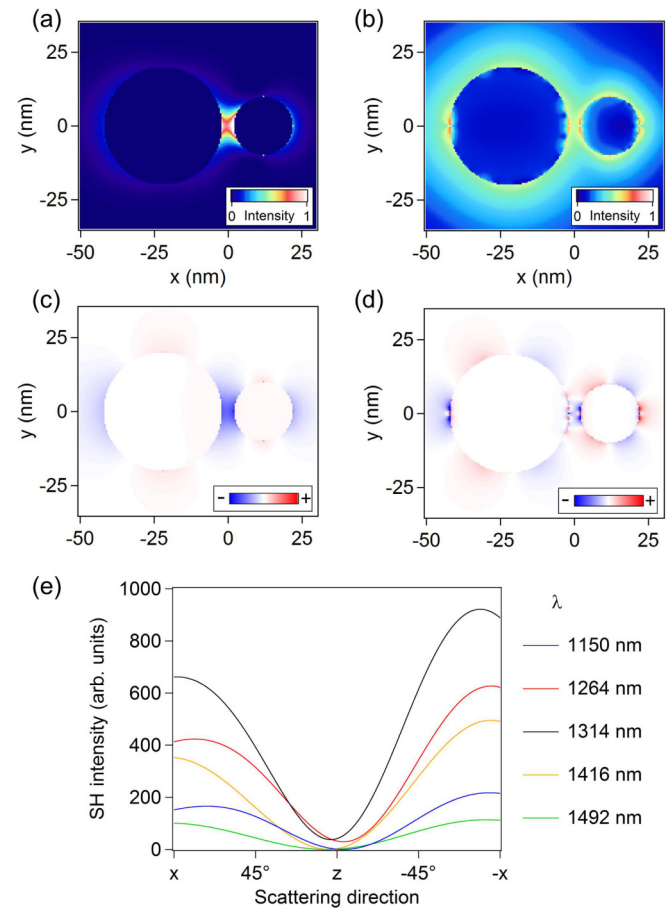 (a)
y (nm)
25
0
-25
-50
-25
0
25
x (nm)
0 Intensity 1
(b)
y (nm)
25
0
-25
-50
-25
0
25
x (nm)
0 Intensity 1
(c)
y (nm)
25
0
-25
-50
-25
0
25
- +
(d)
y (nm)
25
0
-25
-50
-25
0
25
- +
(e)
SH intensity (arb. units)
1000
800
600
400
200
0
x
45°
z
-45°
-x
Scattering direction
λ
1150 nm
1264 nm
1314 nm
1416 nm
1492 nm